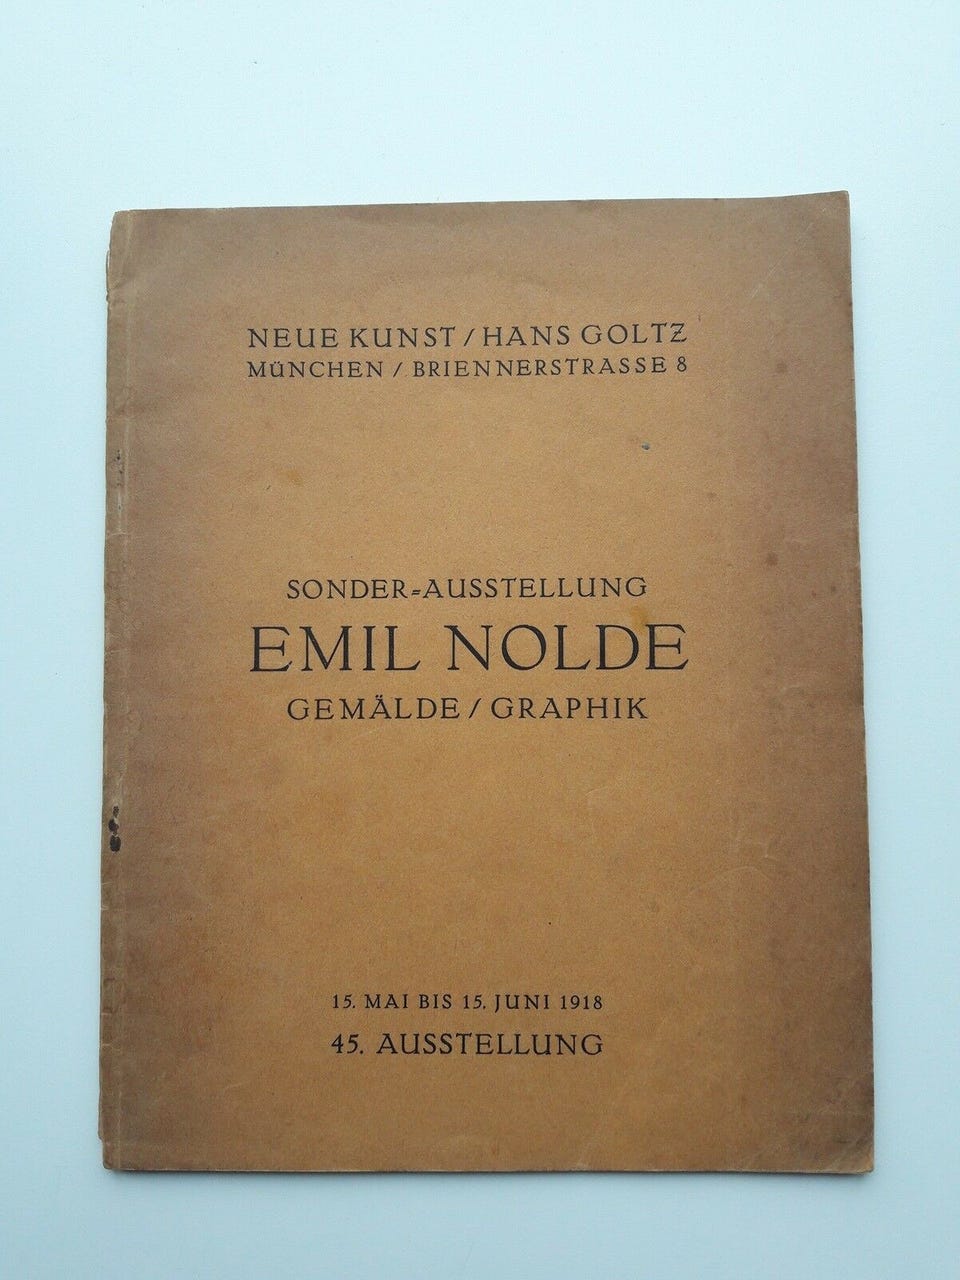 NEUE KUNST / HANS GOLTZ
MÜNCHEN / BRIENNERSTRASSE 8
SONDER-AUSSTELLUNG
EMIL NOLDE
GEMÄLDE / GRAPHIK
15. MAI BIS 15. JUNI 1918
45. AUSSTELLUNG